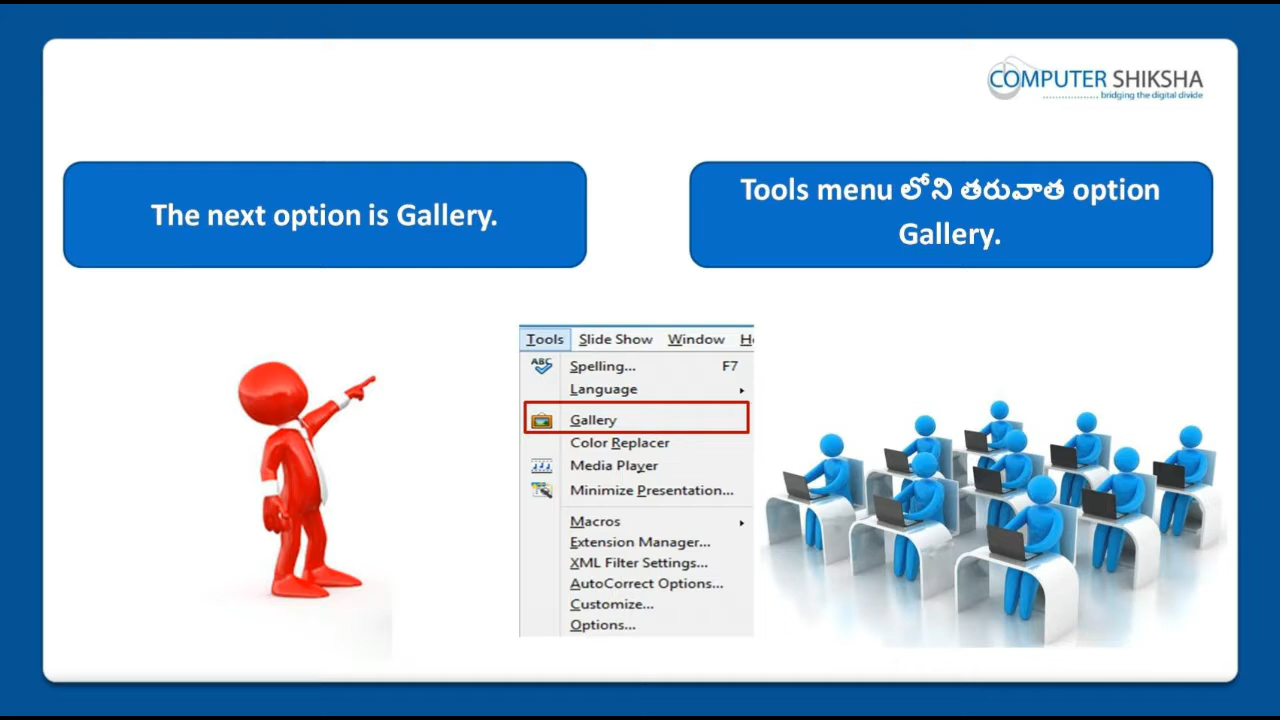 COMPUTER SHIKSHA
bridging the digital divide
The next option is Gallery.
Tools menu లోని తరువాత option
Gallery.
Tools Slide Show Window
ABC Spelling... F7
Language
Gallery
Color Replacer
Media Player
Minimize Presentation...
Macros
Extension Manager...
XML Filter Settings...
AutoCorrect Options...
Customize...
Options...